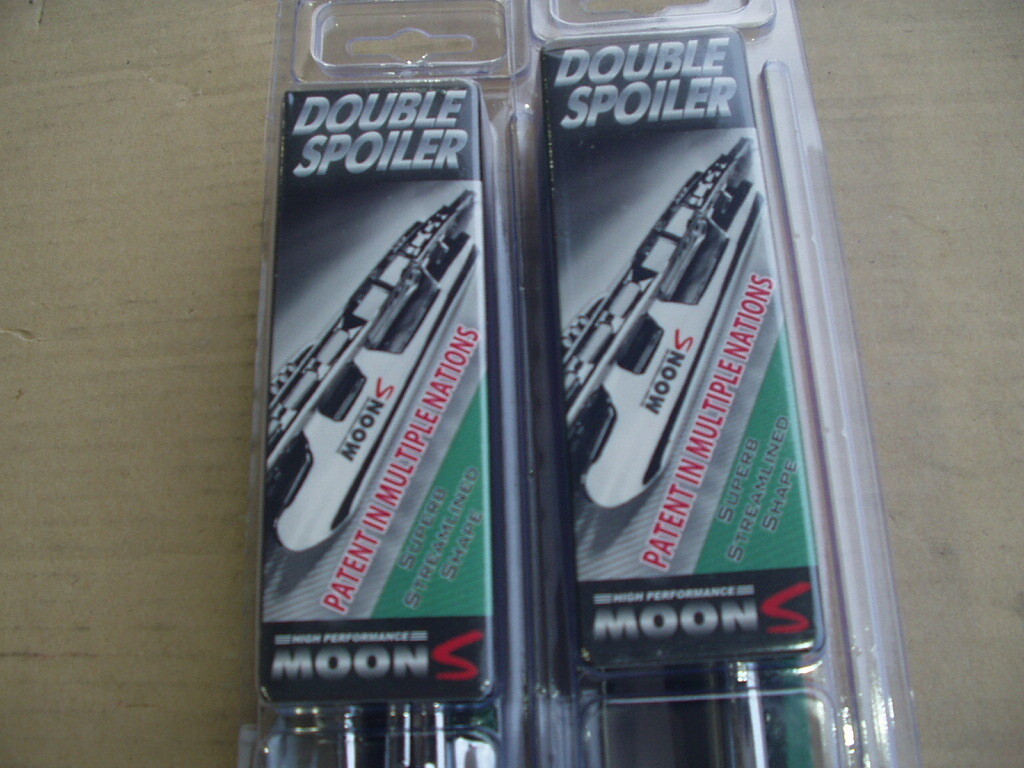 DOUBLE
SPOILER
MOONS
PATENT IN MULTIPLE NATIONS
SUPERB
STREAMLINED
SHAPE
HIGH PERFORMANCE
MOONS
DOUBLE
SPOILER
MOONS
PATENT IN MULTIPLE NATIONS
SUPERB
STREAMLINED
SHAPE
HIGH PERFORMANCE
MOONS